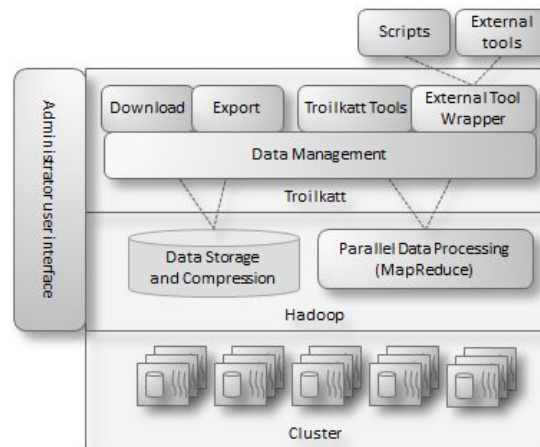 Scripts
External
tools
Administrator user interface
Download
Export
Troilkatt Tools
External Tool
Wrapper
Data Management
Troilkatt
Data Storage
and Compression
Parallel Data Processing
(MapReduce)
Hadoop
Cluster